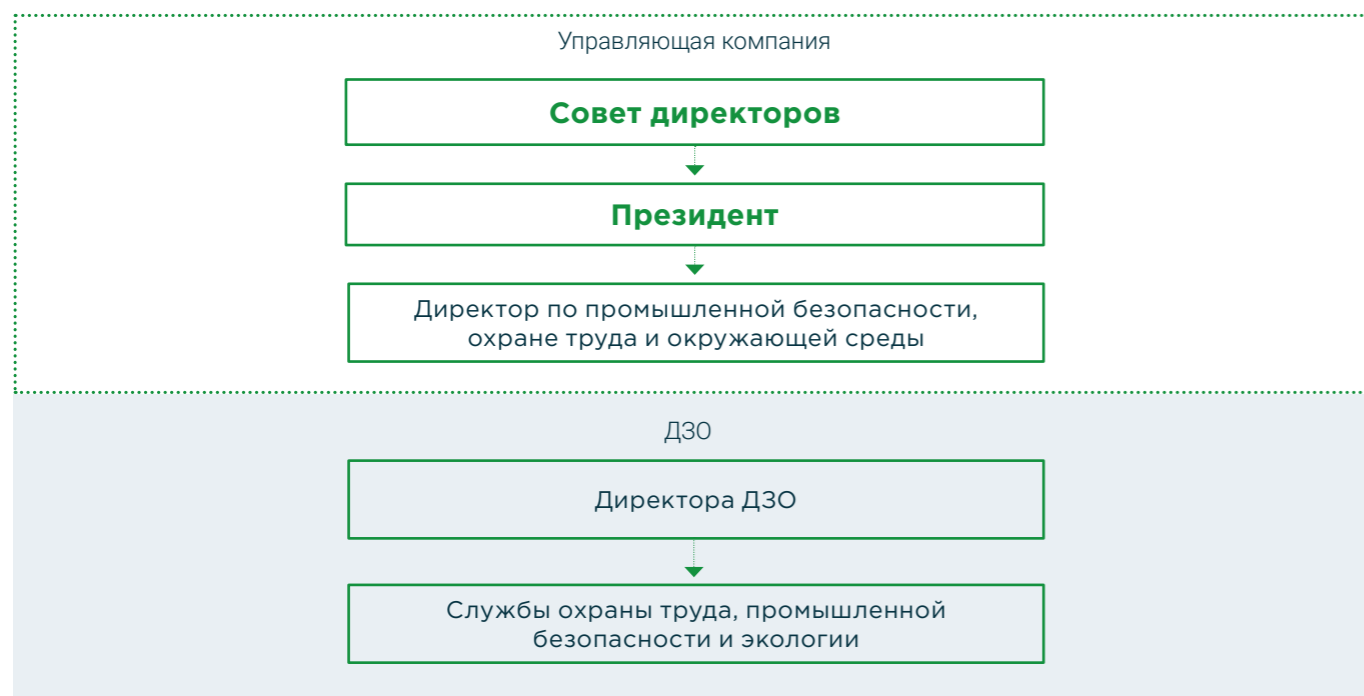 Управляющая компания
Совет директоров
Президент
Директор по промышленной безопасности,
охране труда и окружающей среды
ДЗО
Директора ДЗО
Службы охраны труда, промышленной
безопасности и экологии